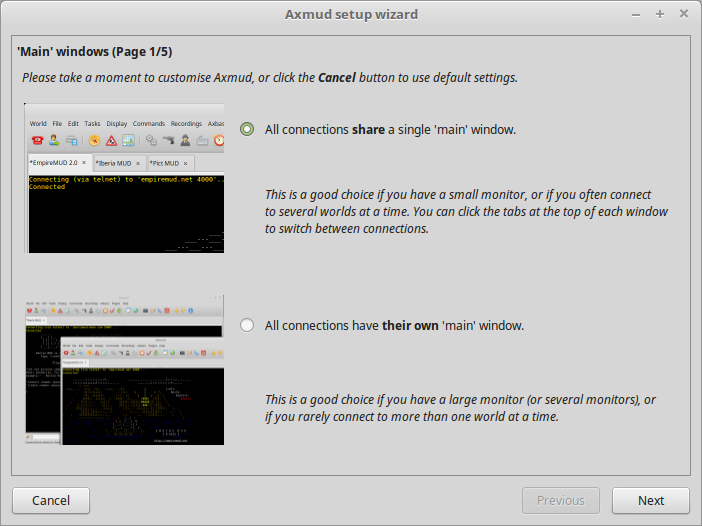 Axmud setup wizard
'Main' windows (Page 1/5)
Please take a moment to customise Axmud, or click the Cancel button to use default settings.
World File Edit Tasks Display Commands Recordings Axbas
*EmpireMUD 2.0 *Iberia MUD *Pict MUD
Connecting (via telnet) to 'empiremud.net 4000'..
Connected
All connections share a single 'main' window.
This is a good choice if you have a small monitor, or if you often connect
to several worlds at a time. You can click the tabs at the top of each window
to switch between connections.
All connections have their own 'main' window.
This is a good choice if you have a large monitor (or several monitors), or
if you rarely connect to more than one world at a time.
Cancel
Previous
Next